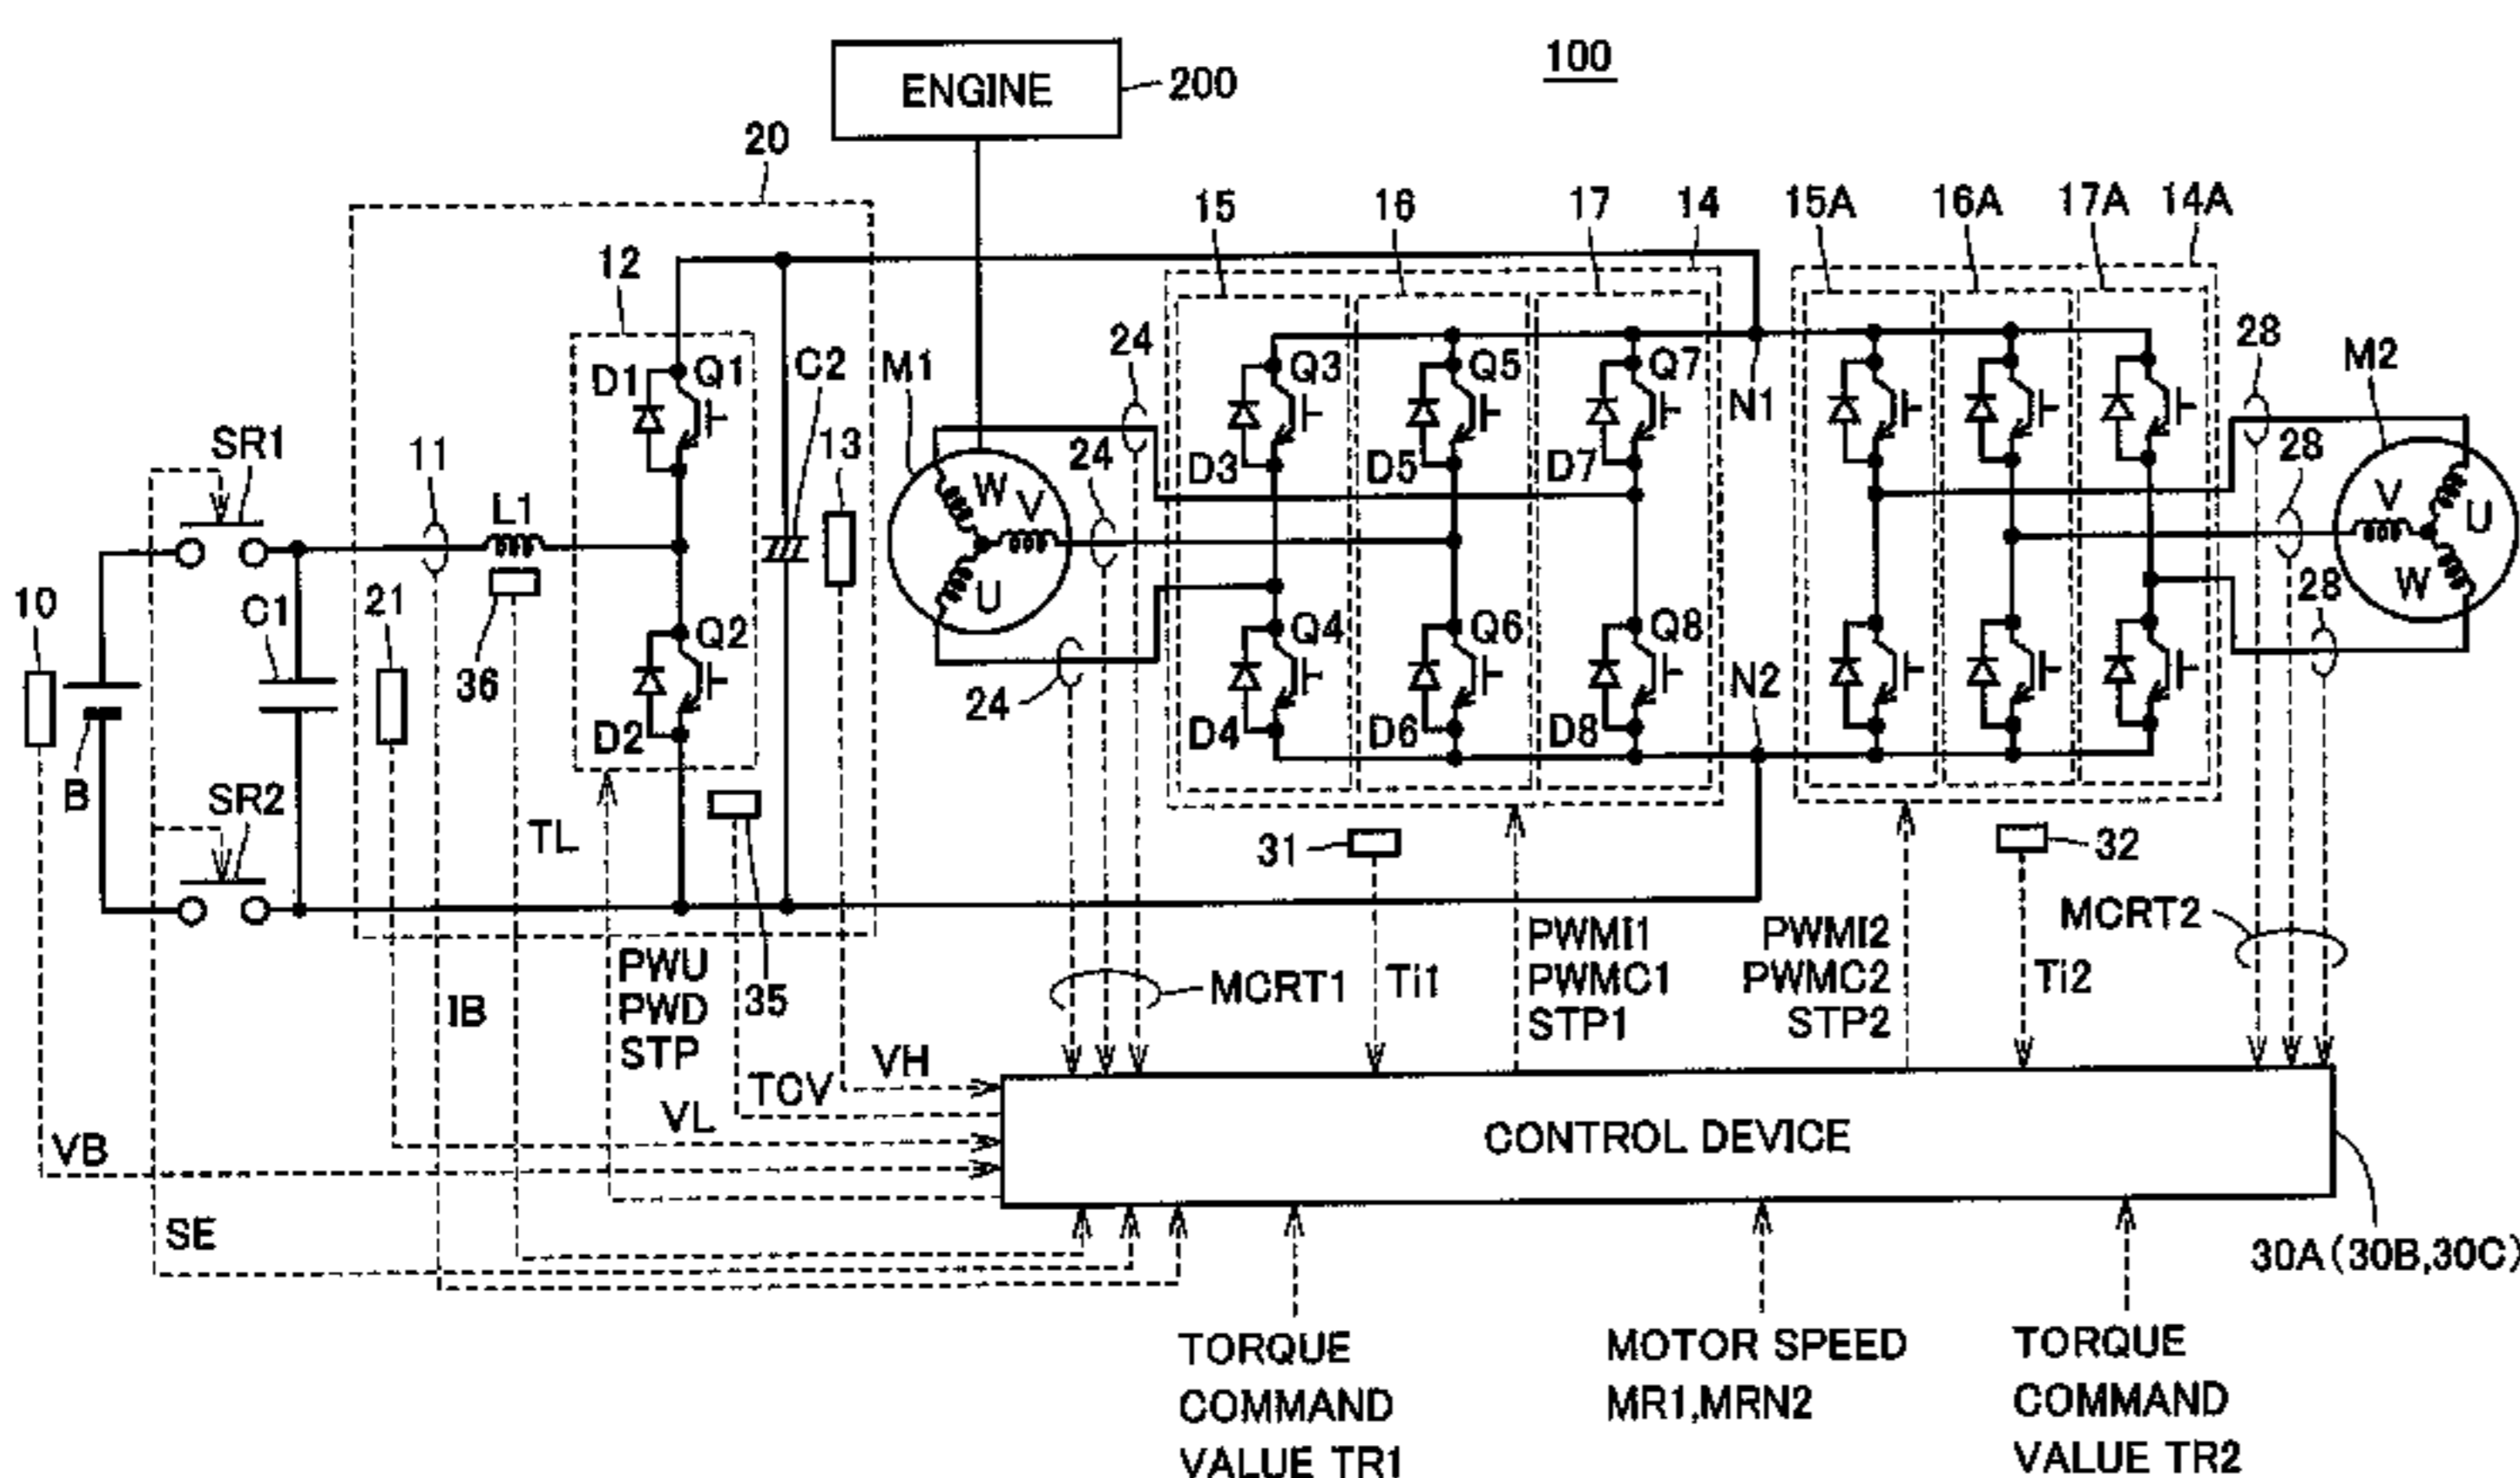 100
ENGINE
200
20
15
16
17
14
15A
16A
17A
14A
12
24
28
M2
D1
Q1
C2
M1
Q3
Q5
Q7
N1
SR1
11
13
24
28
D3
D5
D7
W
V
L1
V
U
10
C1
21
U
W
28
36
Q2
Q4
Q6
Q8
N2
24
B
D2
D4
D6
D8
SR2
TL
31
32
MCRT2
PWU
PWD
STP
35
IB
MCRT1
Ti1
PWMI1
PWMC1
STP1
PWMI2
PWMC2
STP2
Ti2
VH
TCV
VL
VB
CONTROL DEVICE
SE
30A(30B,30C)
TORQUE
COMMAND
VALUE TR1
MOTOR SPEED
MR1,MRN2
TORQUE
COMMAND
VALUE TR2